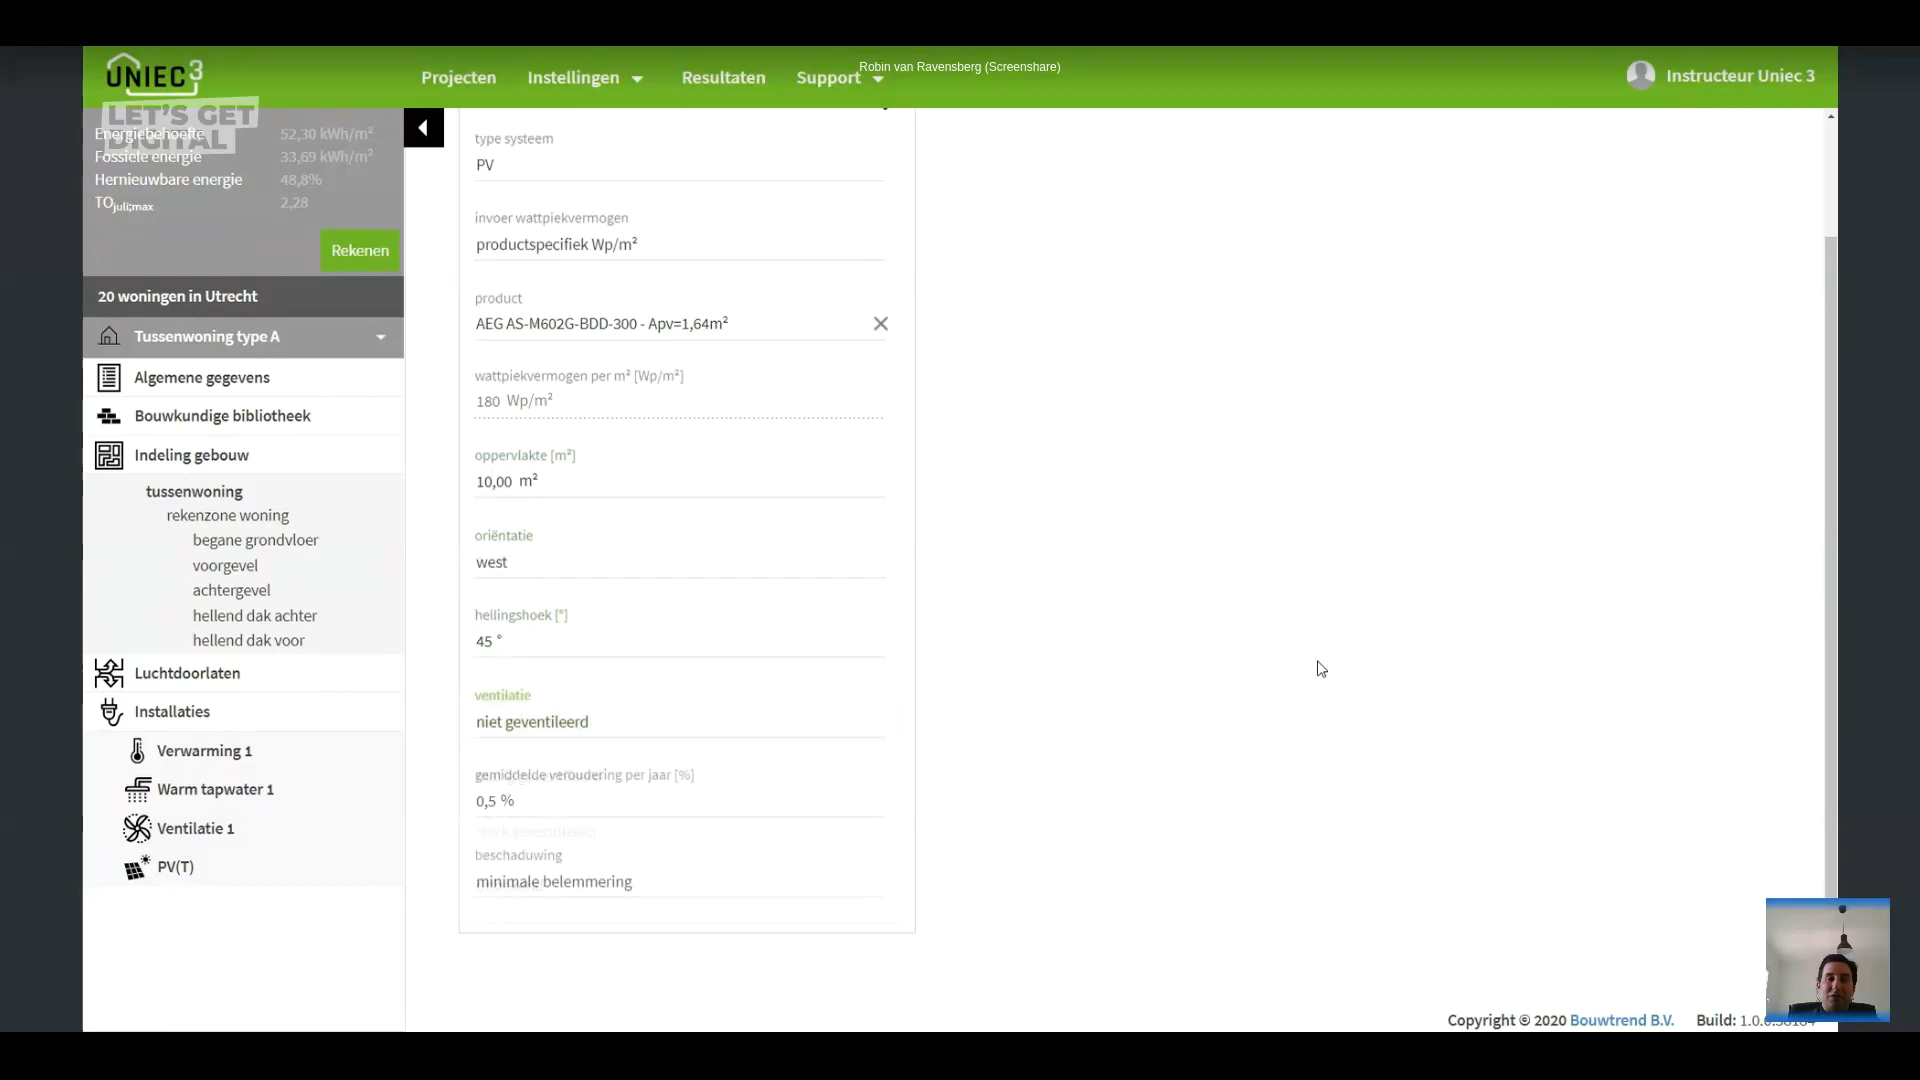 Robin van Ravensberg (Screenshare)
UNIEC 3
Projecten
Instellingen
Resultaten
Support
Instructeur Uniec 3
LET'S GET
DIGITAL
Energiebehoefte 52,30 kWh/m²
Fossiele energie 33,69 kWh/m²
Hernieuwbare energie 48,8%
TOjuli;max 2,28
Rekenen
20 woningen in Utrecht
Tussenwoning type A
Algemene gegevens
Bouwkundige bibliotheek
Indeling gebouw
tussenwoning
rekenzone woning
begane grondvloer
voorgevel
achtergevel
hellend dak achter
hellend dak voor
Luchtdoorlaten
Installaties
Verwarming 1
Warm tapwater 1
Ventilatie 1
PV(T)
type systeem
PV
invoer wattpiekvermogen
productspecifiek Wp/m²
product
AEG AS-M602G-BDD-300 - Apv=1,64m²
wattpiekvermogen per m² [Wp/m²]
180 Wp/m²
oppervlakte [m²]
10,00 m²
oriëntatie
west
hellingshoek [°]
45 °
ventilatie
niet geventileerd
gemiddelde veroudering per jaar [%]
0,5 %
beschaduwing
minimale belemmering
Copyright © 2020 Bouwtrend B.V. Build: